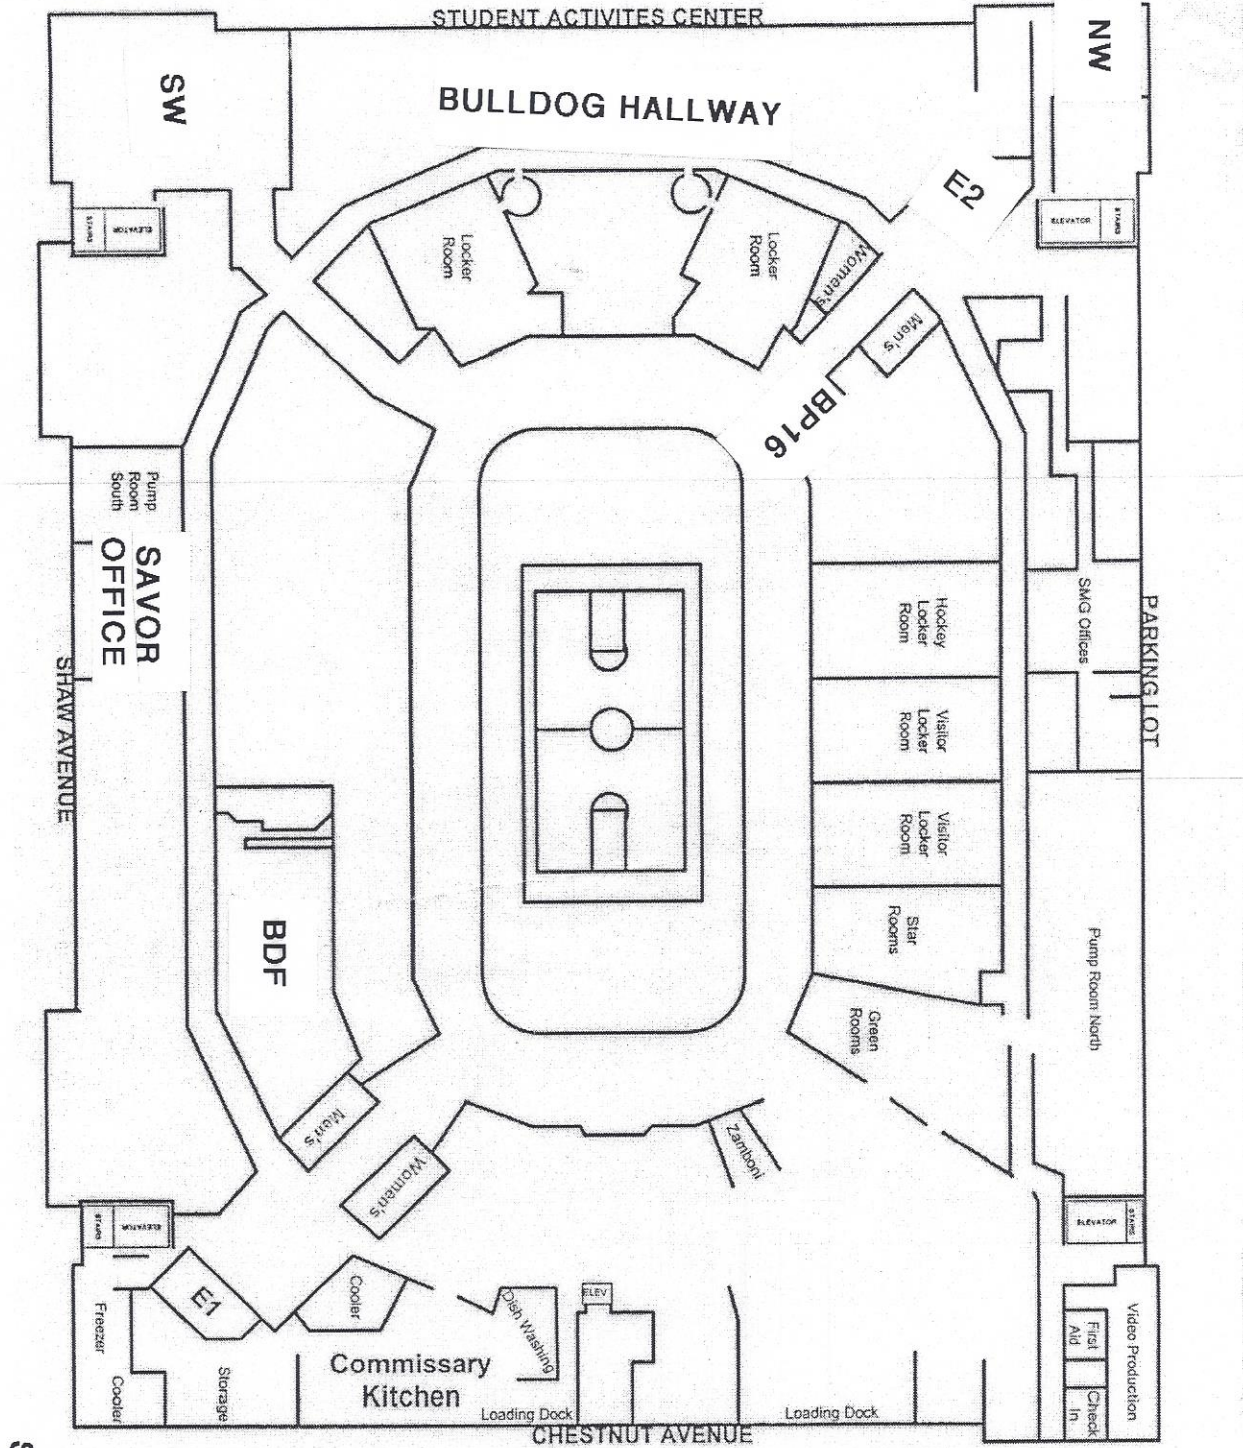 STUDENT ACTIVITES CENTER
NW
SW
BULLDOG HALLWAY
E2
STAIRS
ELEVATOR
ELEVATOR
STAIRS
Locker
Room
Locker
Room
Women's
Men's
BP16
Pump
Room
South
SAVOR
OFFICE
SHAW AVENUE
Hockey
Locker
Room
SMG Offices
PARKING LOT
Visitor
Locker
Room
Visitor
Locker
Room
Star
Rooms
BDF
Pump Room North
Green
Rooms
Men's
Women's
Zamboni
STAIRS
ELEVATOR
ELEVATOR
STAIRS
E1
Cooler
ELEV
Dish Washing
Freezer
Cooler
Storage
Commissary
Kitchen
Loading Dock
Loading Dock
First
Aid
Check
In
Video Production
CHESTNUT AVENUE